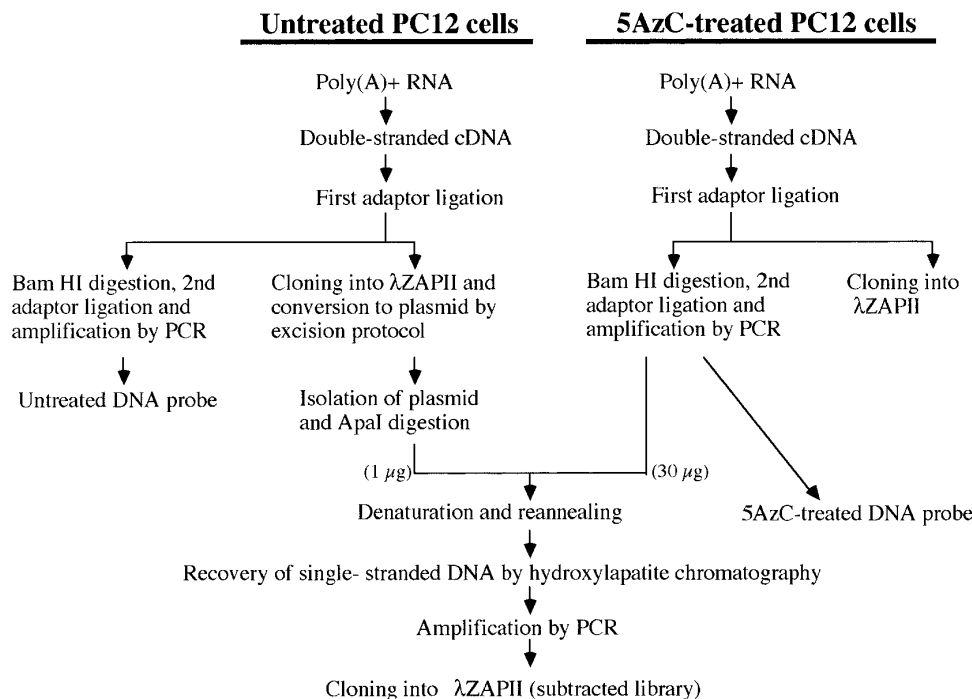 Untreated PC12 cells
5AzC-treated PC12 cells
Poly(A)+ RNA
Poly(A)+ RNA
Double-stranded cDNA
Double-stranded cDNA
First adaptor ligation
First adaptor ligation
Bam HI digestion, 2nd
adaptor ligation and
amplification by PCR
Cloning into λZAPII and
conversion to plasmid by
excision protocol
Bam HI digestion, 2nd
adaptor ligation and
amplification by PCR
Cloning into
λZAPII
Untreated DNA probe
Isolation of plasmid
and ApaI digestion
(1 μg)
(30 μg)
Denaturation and reannealing
5AzC-treated DNA probe
Recovery of single- stranded DNA by hydroxylapatite chromatography
Amplification by PCR
Cloning into λZAPII (subtracted library)